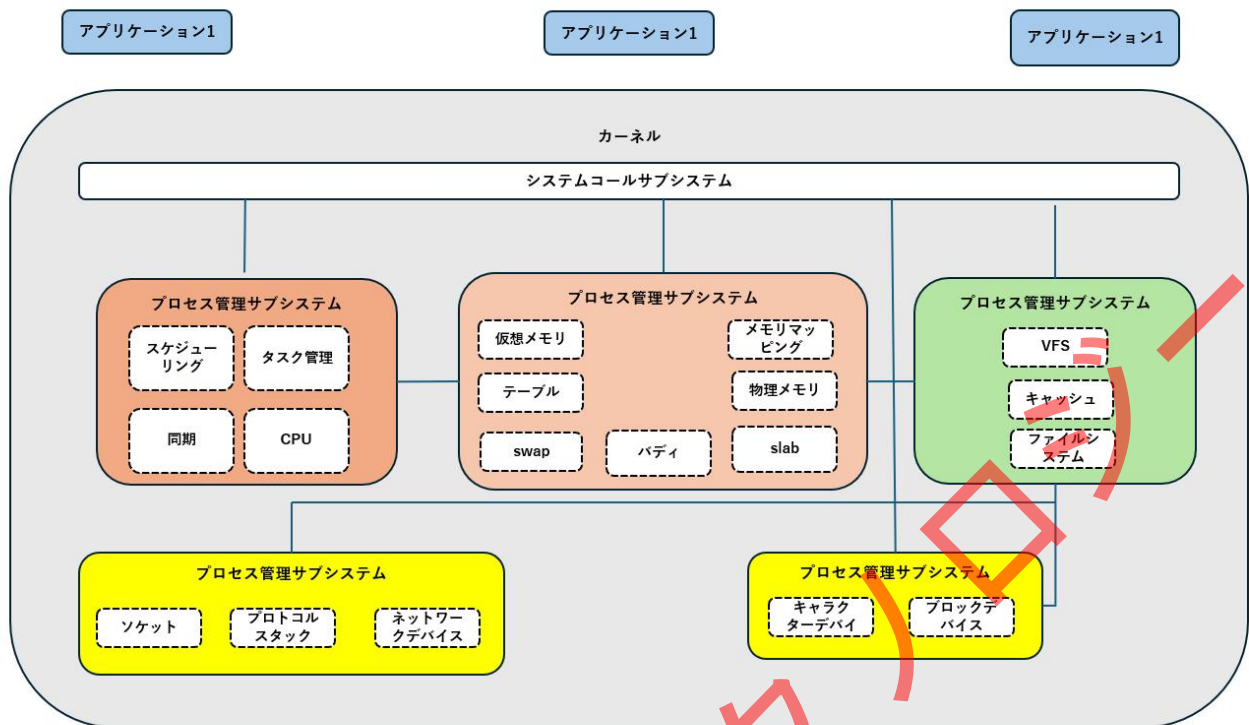 アプリケーション1
アプリケーション1
アプリケーション1
カーネル
システムコールサブシステム
プロセス管理サブシステム
スケジュー
リング
タスク管理
同期
CPU
プロセス管理サブシステム
仮想メモリ
メモリマッ
ピング
テーブル
物理メモリ
swap
バディ
slab
プロセス管理サブシステム
VFS
キャッシュ
ファイルシ
ステム
プロセス管理サブシステム
ソケット
プロトコル
スタック
ネットワー
クデバイス
プロセス管理サブシステム
キャラク
ターデバイ
ブロックデ
バイス